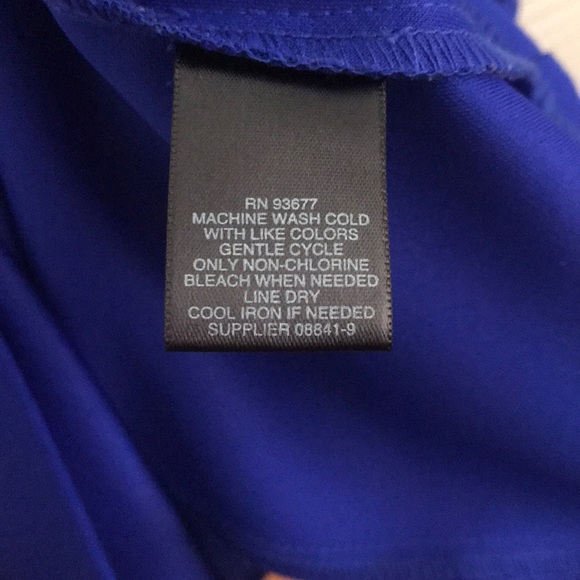 RN 93677
MACHINE WASH COLD
WITH LIKE COLORS
GENTLE CYCLE
ONLY NON-CHLORINE
BLEACH WHEN NEEDED
LINE DRY
COOL IRON IF NEEDED
SUPPLIER 06841-9